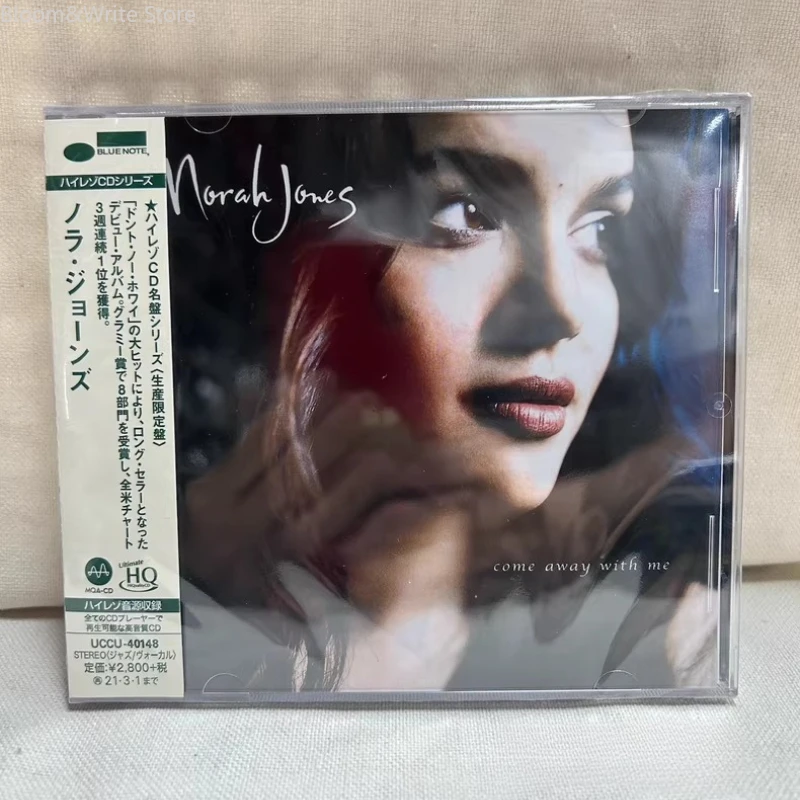 Dream&Write Store
BLUE NOTE
ハイレゾCDシリーズ
★ハイレゾCD名盤シリーズ〈生産限定盤〉
「ドント・ノー・ホワイ」の大ヒットにより、ロング・セラーとなった
デビュー・アルバム。グラミー賞で8部門を受賞し、全米チャート
3週連続1位を獲得。
ノラ・ジョーンズ
MQA-CD
Ultimate
HQ
HiQualityCD
ハイレゾ音源収録
全てのCDプレーヤーで
再生可能な高音質CD
UCCU-40148
STEREO(ジャズ/ヴォーカル)
定価:¥2,800+税
21・3・1まで
Norah Jones
come away with me